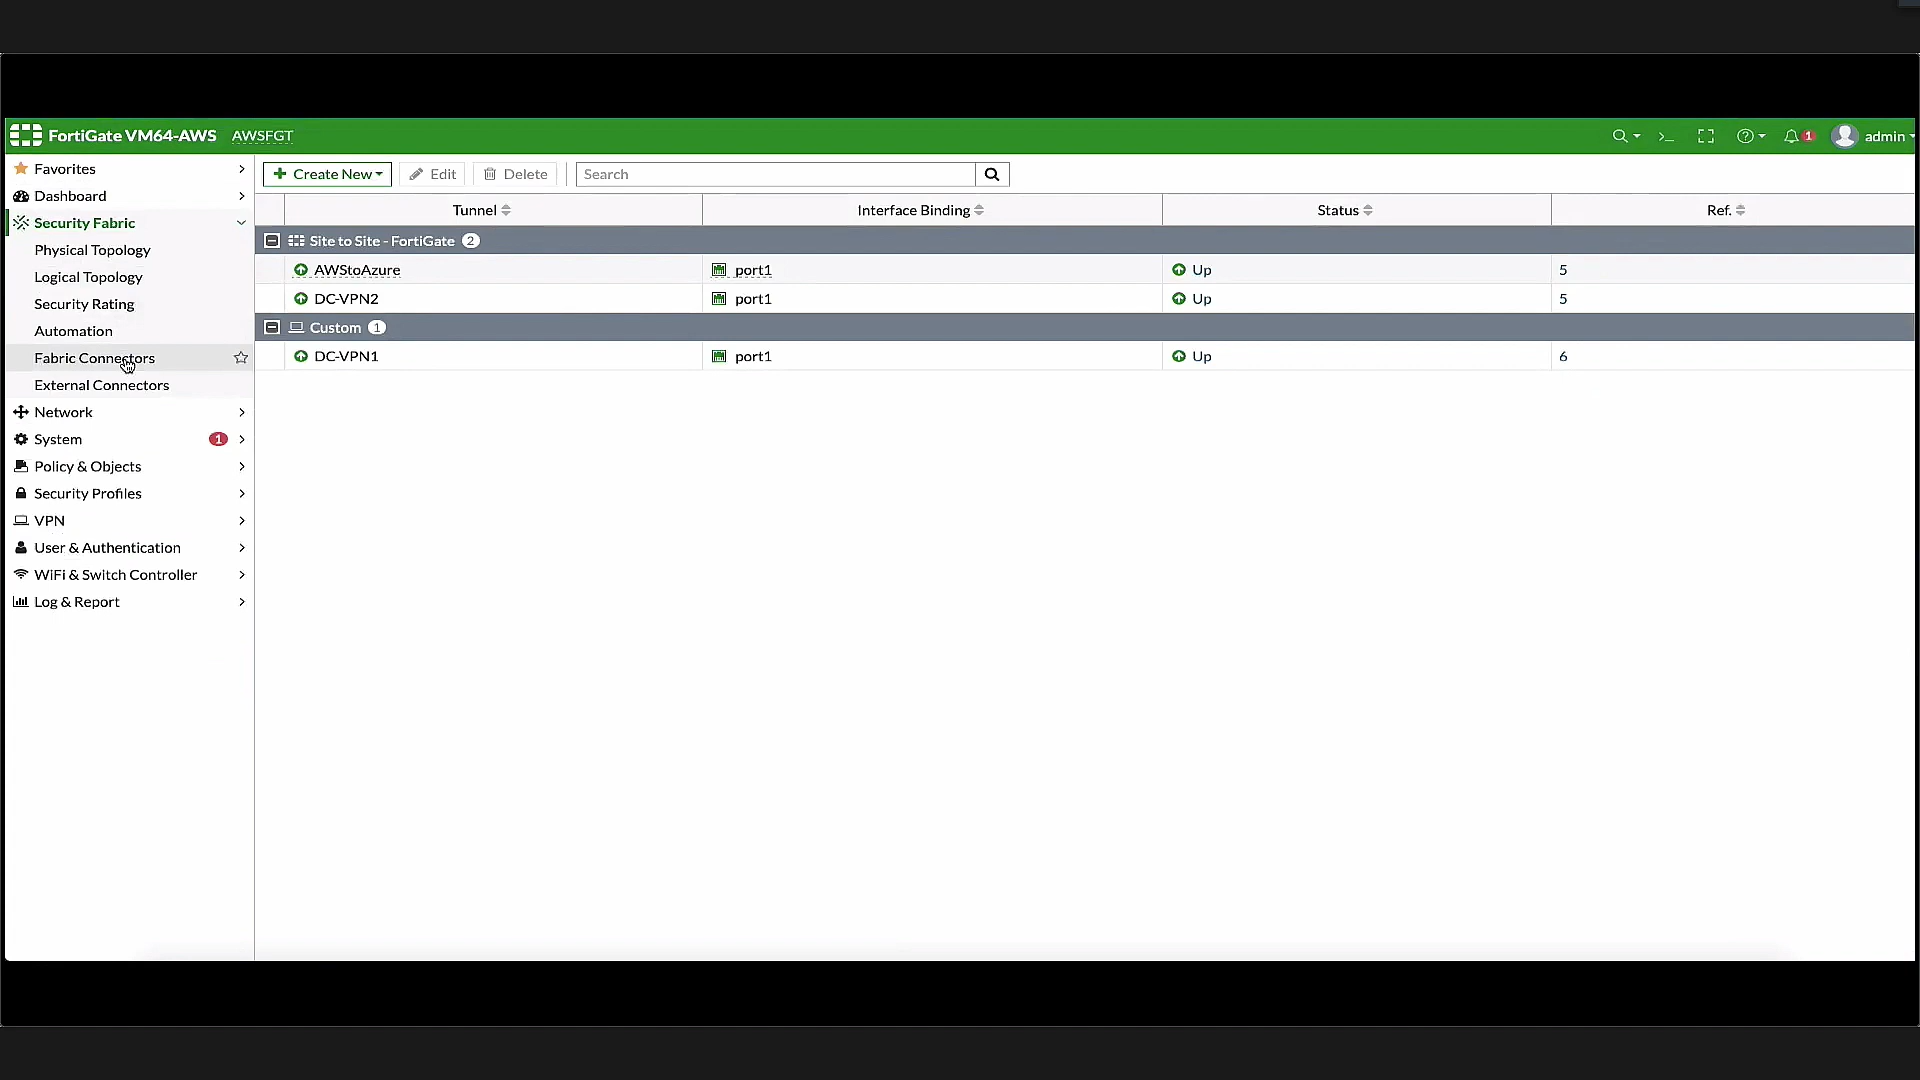 FortiGate VM64-AWS AWSFGT
1 admin
Favorites
Dashboard
Security Fabric
Physical Topology
Logical Topology
Security Rating
Automation
Fabric Connectors
External Connectors
Network
System 1
Policy & Objects
Security Profiles
VPN
User & Authentication
WiFi & Switch Controller
Log & Report
Create New Edit Delete Search
Tunnel Interface Binding Status Ref.
Site to Site - FortiGate 2
AWStoAzure port1 Up 5
DC-VPN2 port1 Up 5
Custom 1
DC-VPN1 port1 Up 6